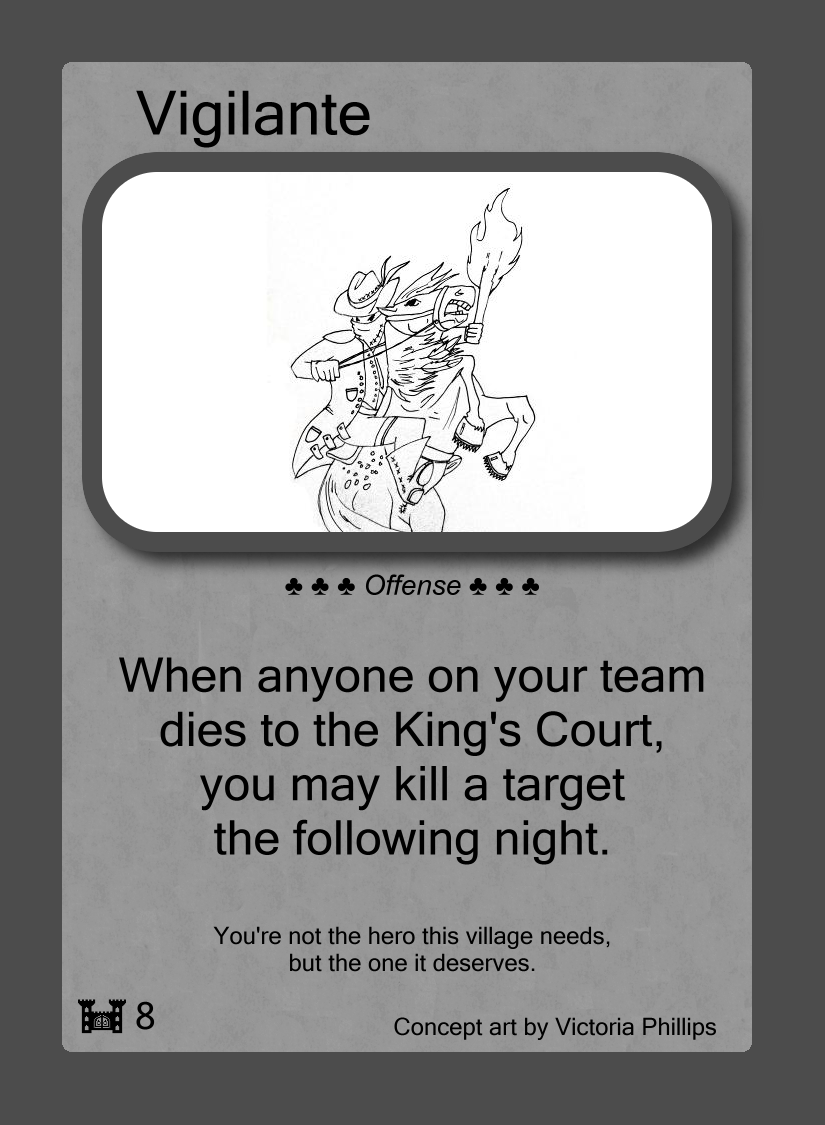 Vigilante
♣ ♣ ♣ Offense ♣ ♣ ♣
When anyone on your team
dies to the King's Court,
you may kill a target
the following night.
You're not the hero this village needs,
but the one it deserves.
8
Concept art by Victoria Phillips